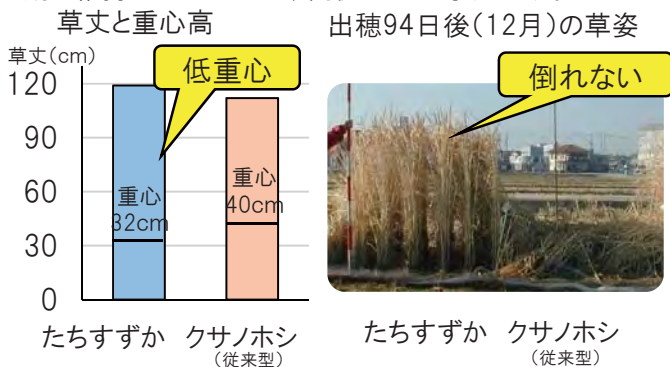 草丈と重心高
草丈(cm)
120
90
60
30
0
低重心
重心
32cm
重心
40cm
たちすずか クサノホシ
(従来型)
出穂94日後(12月)の草姿
倒れない
たちすずか クサノホシ
(従来型)